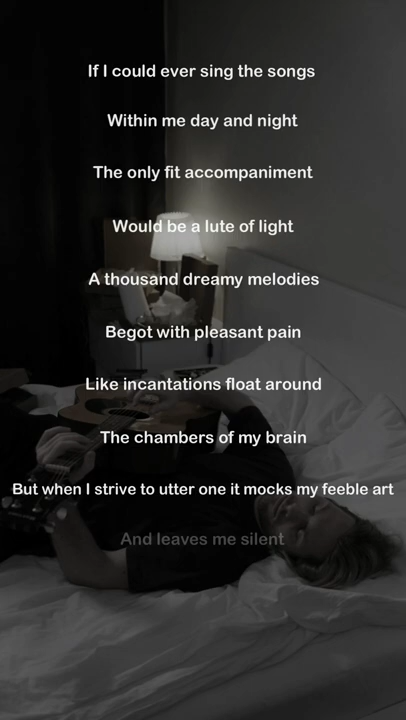 If I could ever sing the songs
Within me day and night
The only fit accompaniment
Would be a lute of light
A thousand dreamy melodies
Begot with pleasant pain
Like incantations float around
The chambers of my brain
But when I strive to utter one it mocks my feeble art
And leaves me silent